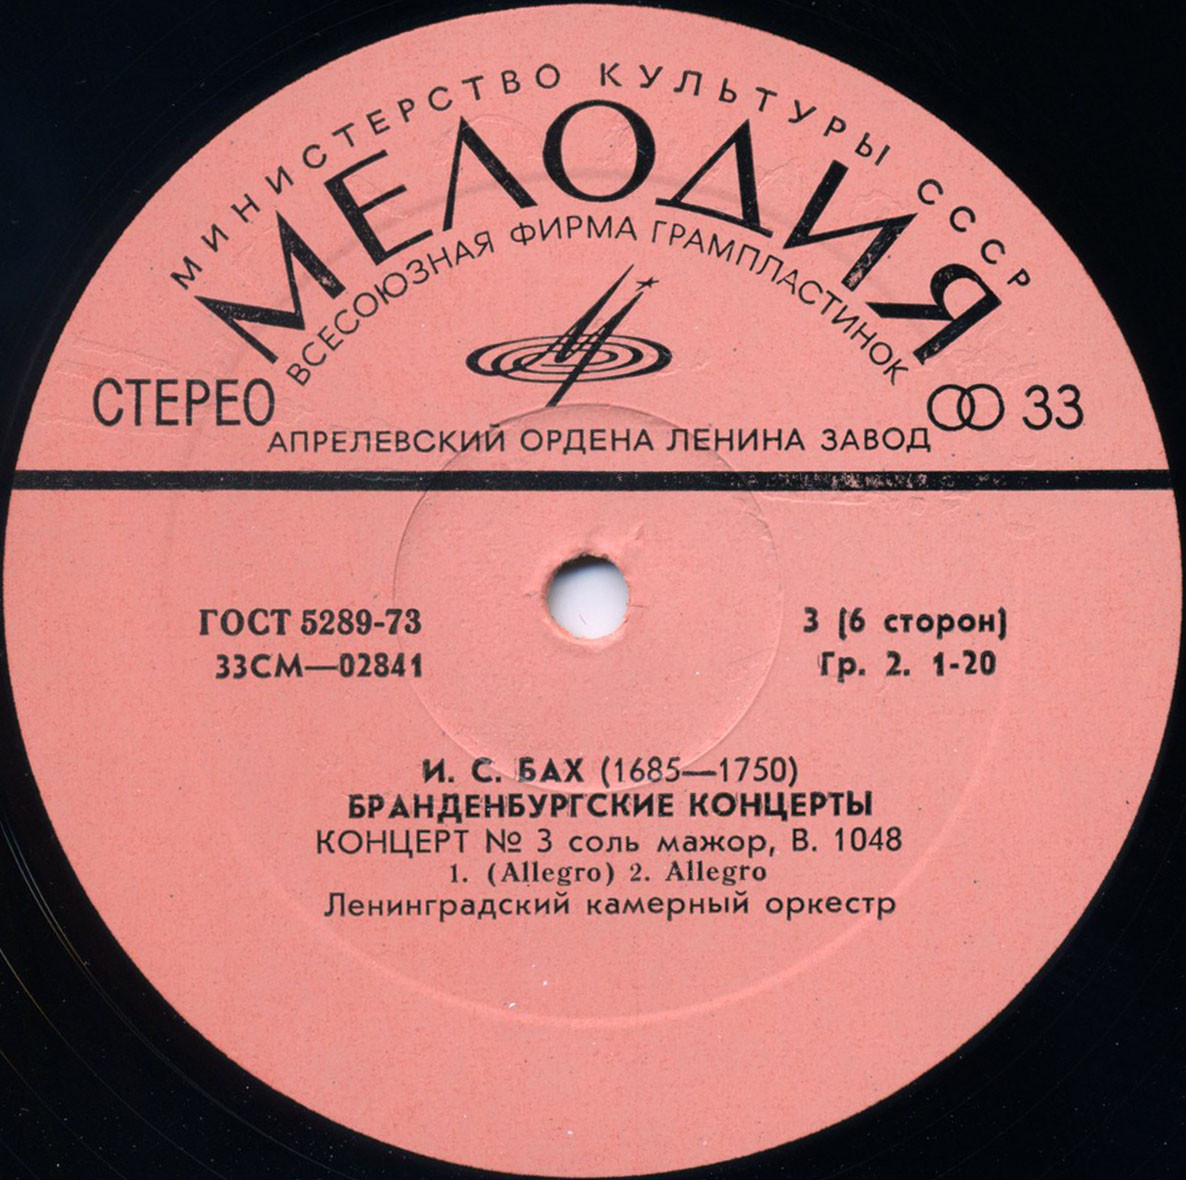 МИНИСТЕРСТВО КУЛЬТУРЫ СССР
МЕЛОДИЯ
ВСЕСОЮЗНАЯ ФИРМА ГРАМПЛАСТИНОК
СТЕРЕО
33
АПРЕЛЕВСКИЙ ОРДЕНА ЛЕНИНА ЗАВОД
ГОСТ 5289-73
33СМ—02841
3 (6 сторон)
Гр. 2. 1-20
И. С. БАХ (1685—1750)
БРАНДЕНБУРГСКИЕ КОНЦЕРТЫ
КОНЦЕРТ № 3 соль мажор, В. 1048
1. (Allegro) 2. Allegro
Ленинградский камерный оркестр